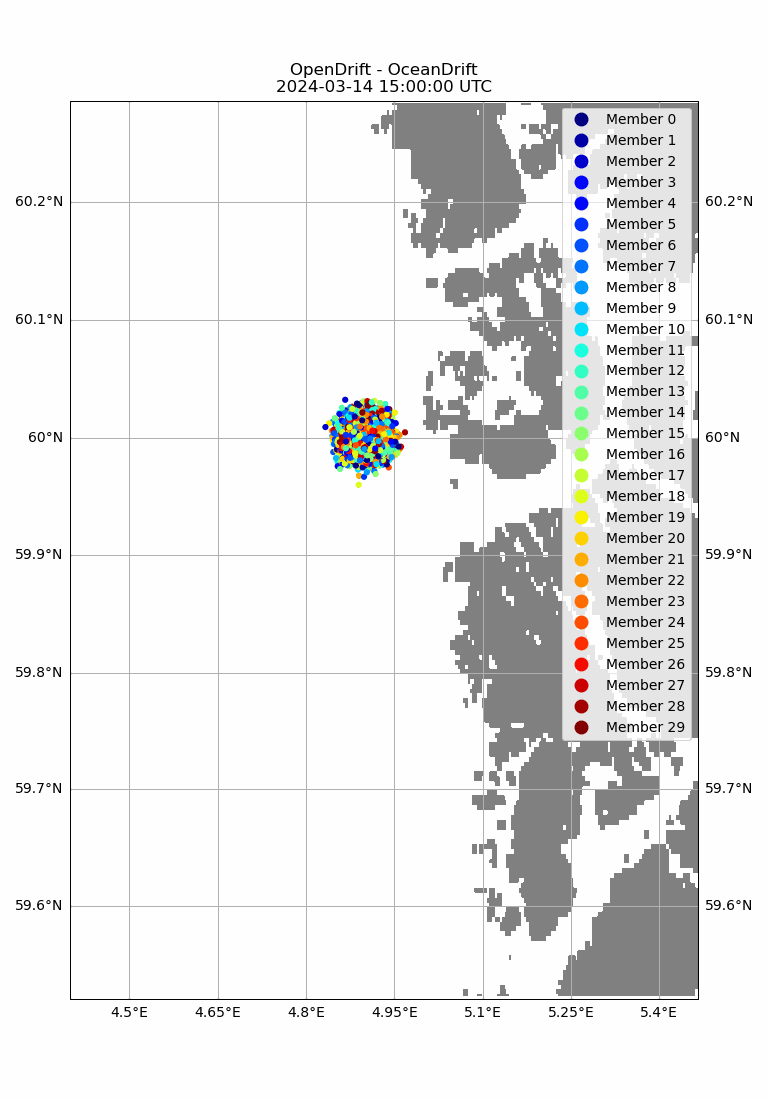 OpenDrift - OceanDrift
2024-03-14 15:00:00 UTC
Member 0
Member 1
Member 2
Member 3
Member 4
Member 5
Member 6
Member 7
Member 8
Member 9
Member 10
Member 11
Member 12
Member 13
Member 14
Member 15
Member 16
Member 17
Member 18
Member 19
Member 20
Member 21
Member 22
Member 23
Member 24
Member 25
Member 26
Member 27
Member 28
Member 29
60.2°N
60.2°N
60.1°N
60.1°N
60°N
60°N
59.9°N
59.9°N
59.8°N
59.8°N
59.7°N
59.7°N
59.6°N
59.6°N
4.5°E
4.65°E
4.8°E
4.95°E
5.1°E
5.25°E
5.4°E